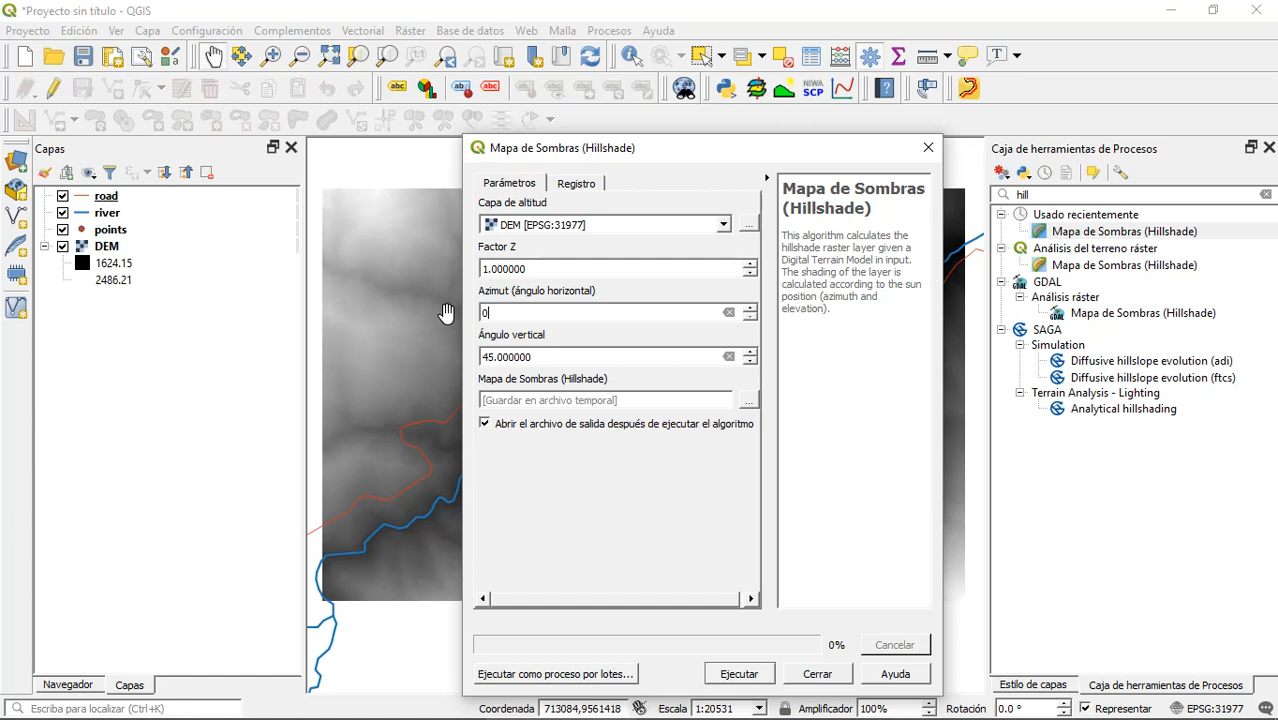 *Proyecto sin título - QGIS
Proyecto Edición Ver Capa Configuración Complementos Vectorial Ráster Base de datos Web Malla Procesos Ayuda
1:1
T
abc abc abc NIWA SCP
Capas
road
river
points
DEM
1624,15
2486.21
Navegador Capas
Mapa de Sombras (Hillshade)
Parámetros Registro
Capa de altitud
DEM [EPSG:31977]
...
Factor Z
1.000000
Azimut (ángulo horizontal)
0
Ángulo vertical
45.000000
Mapa de Sombras (Hillshade)
[Guardar en archivo temporal]
...
Abrir el archivo de salida después de ejecutar el algoritmo
Mapa de Sombras
(Hillshade)
This algorithm calculates the
hillshade raster layer given a
Digital Terrain Model in input.
The shading of the layer is
calculated according to the sun
position (azimuth and
elevation).
0%
Cancelar
Ejecutar como proceso por lotes...
Ejecutar
Cerrar
Ayuda
Caja de herramientas de Procesos
hill
Usado recientemente
Mapa de Sombras (Hillshade)
Análisis del terreno ráster
Mapa de Sombras (Hillshade)
GDAL
Análisis ráster
Mapa de Sombras (Hillshade)
SAGA
Simulation
Diffusive hillslope evolution (adi)
Diffusive hillslope evolution (ftcs)
Terrain Analysis - Lighting
Analytical hillshading
Estilo de capas Caja de herramientas de Procesos
Escriba para localizar (Ctrl+K)
Coordenada 713084,9561418 Escala 1:20531 Amplificador 100% Rotación 0.0 ° Representar EPSG:31977